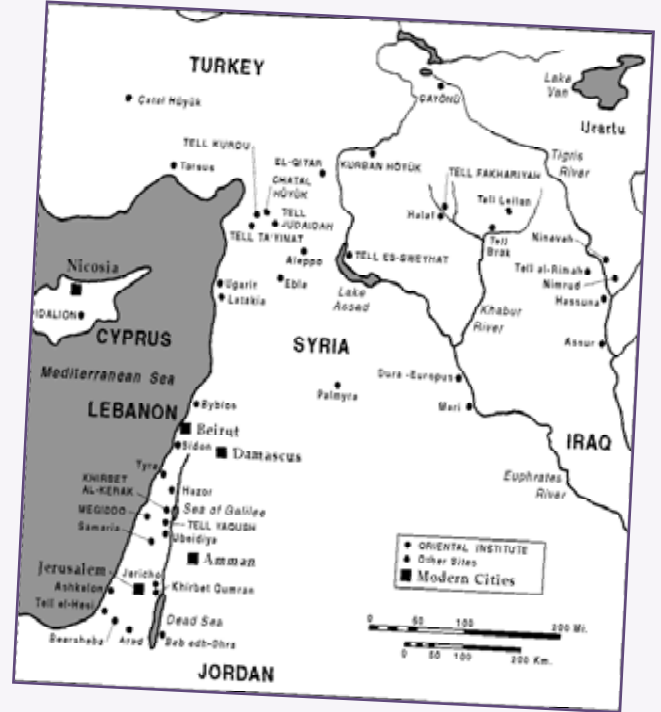 TURKEY
Lake
Van
Urartu
Çatal Hüyük
ÇAYÖNÜ
Tigris
River
TELL KURDU
Tarsus
EL-QITAR
CHATAL
HÜYÜK
KURBAN HÖYÜK
TELL FAKHARIYAH
Tell Leilan
TELL
JUDAIDAH
Halaf
TELL TA'YINAT
Tell
Brak
Ninavah
Aleppo
TELL ES-SWEYHAT
Tell al-Rimah
Nimrud
Nicosia
Ugarit
Ebla
Latakia
Lake
Assad
Hassuna
IDALION
Khabur
River
CYPRUS
SYRIA
Assur
Mediterranean Sea
Dura-Europus
Palmyra
Mari
LEBANON
Byblos
Beirut
IRAQ
Sidon
Damascus
Tyre
KHIRBET
AL-KERAK
Hazor
Euphrates
River
MEGIDDO
Sea of Galilee
Samaria
TELL YAQUSH
Ubeidiya
Amman
ORIENTAL INSTITUTE
Other Sites
Modern Cities
Jerusalem
Jericho
Ashkelon
Khirbet Qumran
Tell el-Hesi
Dead Sea
Beersheba
Arad
Bab edh-Dhra
0 50 100 200 Mi.
0 50 100 200 Km.
JORDAN